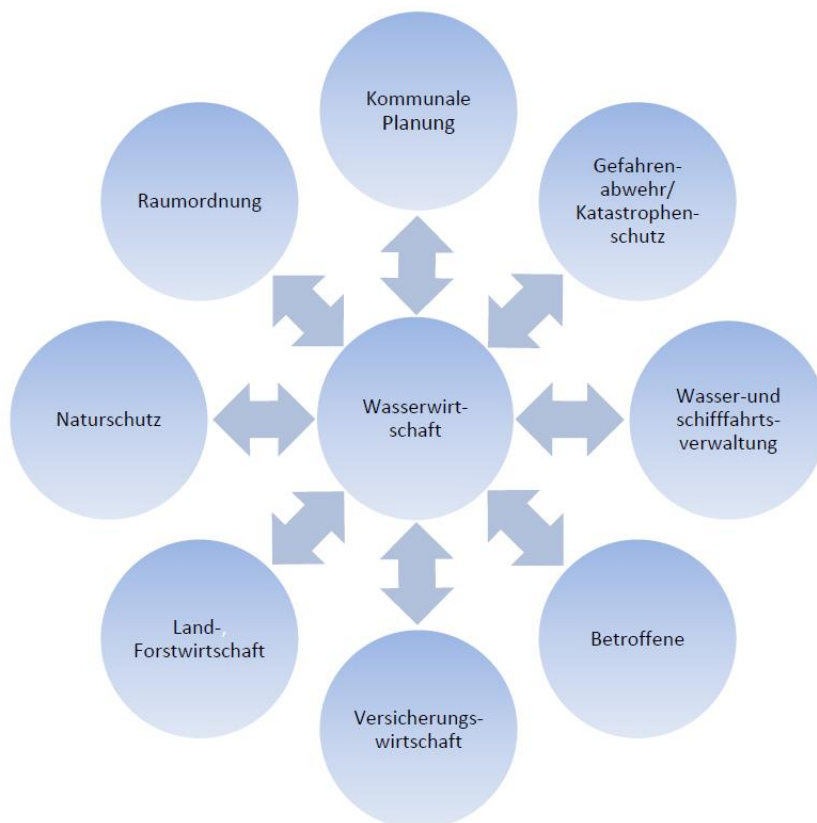 Kommunale
Planung
Gefahren-
abwehr/
Katastrophen-
schutz
Raumordnung
Naturschutz
Wasserwirt-
schaft
Wasser-und
schifffahrts-
verwaltung
Land-,
Forstwirtschaft
Betroffene
Versicherungs-
wirtschaft